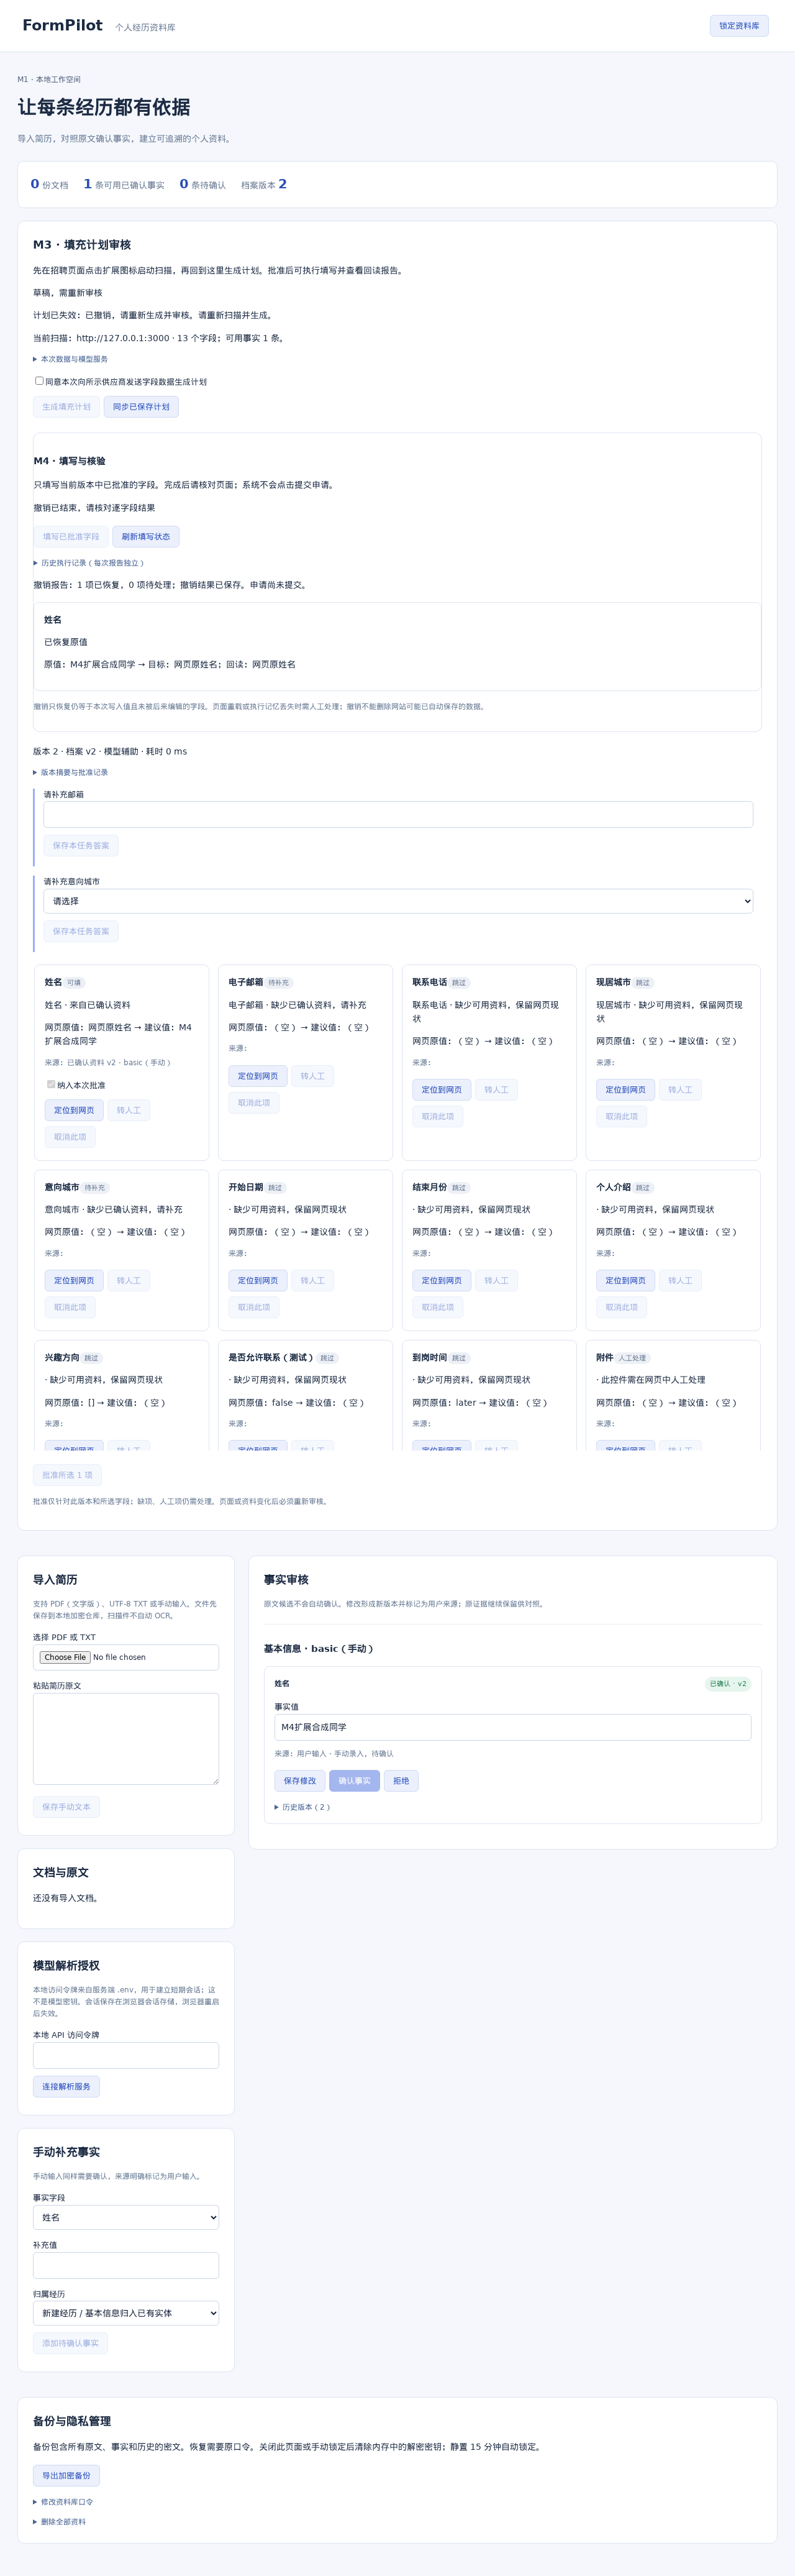 FormPilot 个人经历资料库 锁定资料库
M1 · 本地工作空间
让每条经历都有依据
导入简历，对照原文确认事实，建立可追溯的个人资料。
0 份文档 1 条可用已确认事实 0 条待确认 档案版本 2
M3 · 填充计划审核
先在招聘页面点击扩展图标启动扫描，再回到这里生成计划。批准后可执行填写并查看回读报告。
草稿，需重新审核
计划已失效：已撤销，请重新生成并审核。请重新扫描并生成。
当前扫描：http://127.0.0.1:3000 · 13 个字段；可用事实 1 条。
▶ 本次数据与模型服务
同意本次向所示供应商发送字段数据生成计划
生成填充计划 同步已保存计划
M4 · 填写与核验
只填写当前版本中已批准的字段。完成后请核对页面；系统不会点击提交申请。
撤销已结束，请核对逐字段结果
填写已批准字段 刷新填写状态
▶ 历史执行记录（每次报告独立）
撤销报告：1 项已恢复，0 项待处理；撤销结果已保存。申请尚未提交。
姓名
已恢复原值
原值：M4扩展合成同学 → 目标：网页原姓名；回读：网页原姓名
撤销只恢复仍等于本次写入值且未被后来编辑的字段。页面重载或执行记忆丢失时需人工处理；撤销不能删除网站可能已自动保存的数据。
版本 2 · 档案 v2 · 模型辅助 · 耗时 0 ms
▶ 版本摘要与批准记录
请补充邮箱
保存本任务答案
请补充意向城市
请选择
保存本任务答案
姓名 可填
姓名 · 来自已确认资料
网页原值：网页原姓名 → 建议值：M4
扩展合成同学
来源：已确认资料 v2 · basic（手动）
纳入本次批准
定位到网页 转人工
取消此项
电子邮箱 待补充
电子邮箱 · 缺少已确认资料，请补充
网页原值：（空）→ 建议值：（空）
来源：
定位到网页 转人工
取消此项
联系电话 跳过
联系电话 · 缺少可用资料，保留网页现
状
网页原值：（空）→ 建议值：（空）
来源：
定位到网页 转人工
取消此项
现居城市 跳过
现居城市 · 缺少可用资料，保留网页现
状
网页原值：（空）→ 建议值：（空）
来源：
定位到网页 转人工
取消此项
意向城市 待补充
意向城市 · 缺少已确认资料，请补充
网页原值：（空）→ 建议值：（空）
来源：
定位到网页 转人工
取消此项
开始日期 跳过
· 缺少可用资料，保留网页现状
网页原值：（空）→ 建议值：（空）
来源：
定位到网页 转人工
取消此项
结束月份 跳过
· 缺少可用资料，保留网页现状
网页原值：（空）→ 建议值：（空）
来源：
定位到网页 转人工
取消此项
个人介绍 跳过
· 缺少可用资料，保留网页现状
网页原值：（空）→ 建议值：（空）
来源：
定位到网页 转人工
取消此项
兴趣方向 跳过
· 缺少可用资料，保留网页现状
网页原值：[] → 建议值：（空）
来源：
定位到网页 转人工
是否允许联系（测试） 跳过
· 缺少可用资料，保留网页现状
网页原值：false → 建议值：（空）
来源：
定位到网页 转人工
到岗时间 跳过
· 缺少可用资料，保留网页现状
网页原值：later → 建议值：（空）
来源：
定位到网页 转人工
附件 人工处理
· 此控件需在网页中人工处理
网页原值：（空）→ 建议值：（空）
来源：
定位到网页 转人工
批准所选 1 项
批准仅针对此版本和所选字段；缺项、人工项仍需处理。页面或资料变化后必须重新审核。
导入简历
支持 PDF（文字版）、UTF-8 TXT 或手动输入。文件先
保存到本地加密仓库，扫描件不自动 OCR。
选择 PDF 或 TXT
Choose File No file chosen
粘贴简历原文
保存手动文本
事实审核
原文候选不会自动确认。修改形成新版本并标记为用户来源；原证据继续保留供对照。
基本信息 · basic（手动）
姓名 已确认 · v2
事实值
M4扩展合成同学
来源：用户输入 · 手动录入，待确认
保存修改 确认事实 拒绝
▶ 历史版本（2）
文档与原文
还没有导入文档。
模型解析授权
本地访问令牌来自服务端 .env，用于建立短期会话；这
不是模型密钥。会话保存在浏览器会话存储，浏览器重启
后失效。
本地 API 访问令牌
连接解析服务
手动补充事实
手动输入同样需要确认，来源明确标记为用户输入。
事实字段
姓名
补充值
归属经历
新建经历 / 基本信息归入已有实体
添加待确认事实
备份与隐私管理
备份包含所有原文、事实和历史的密文。恢复需要原口令。关闭此页面或手动锁定后清除内存中的解密密钥；静置 15 分钟自动锁定。
导出加密备份
▶ 修改资料库口令
▶ 删除全部资料